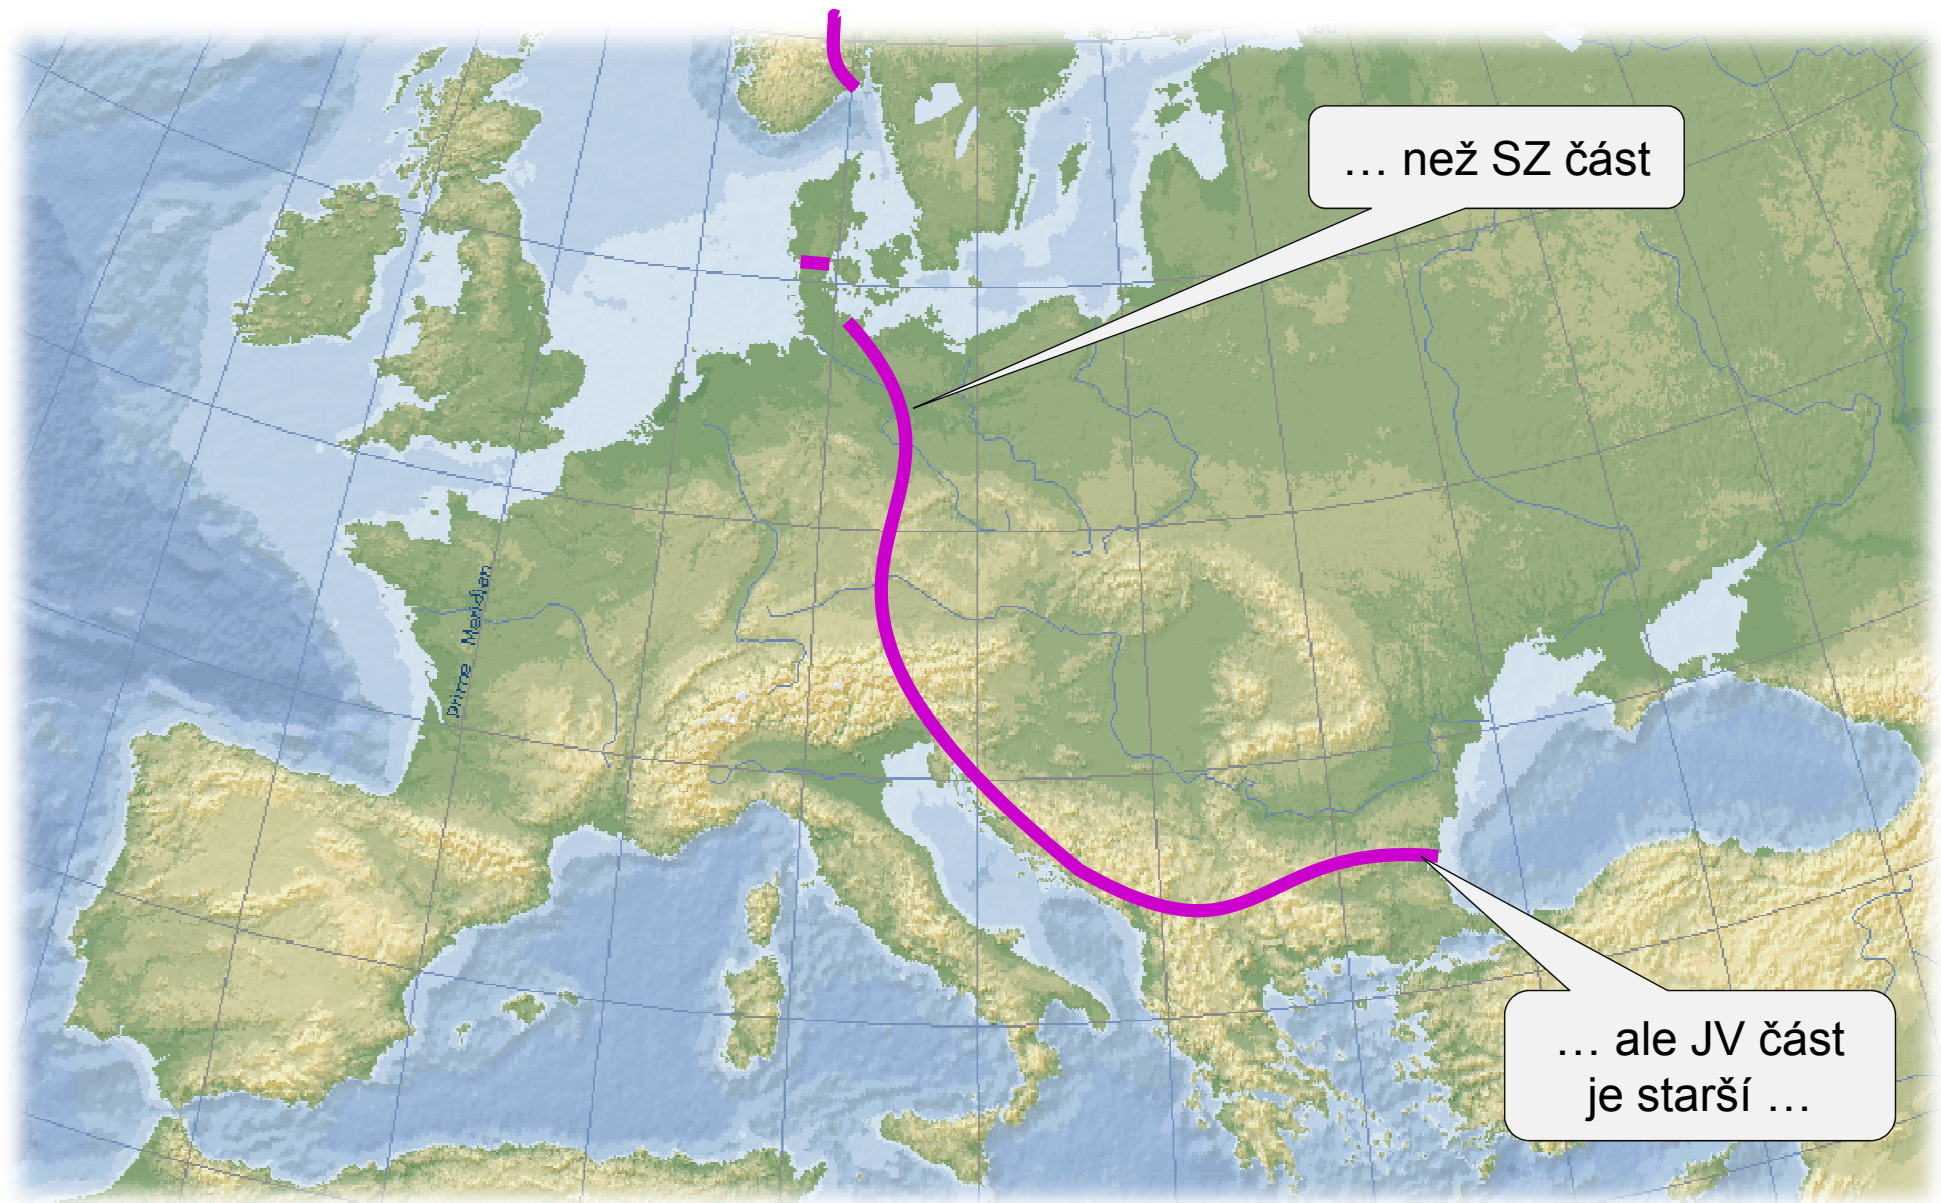 … než SZ část
Prime Meridian
… ale JV část
je starší …